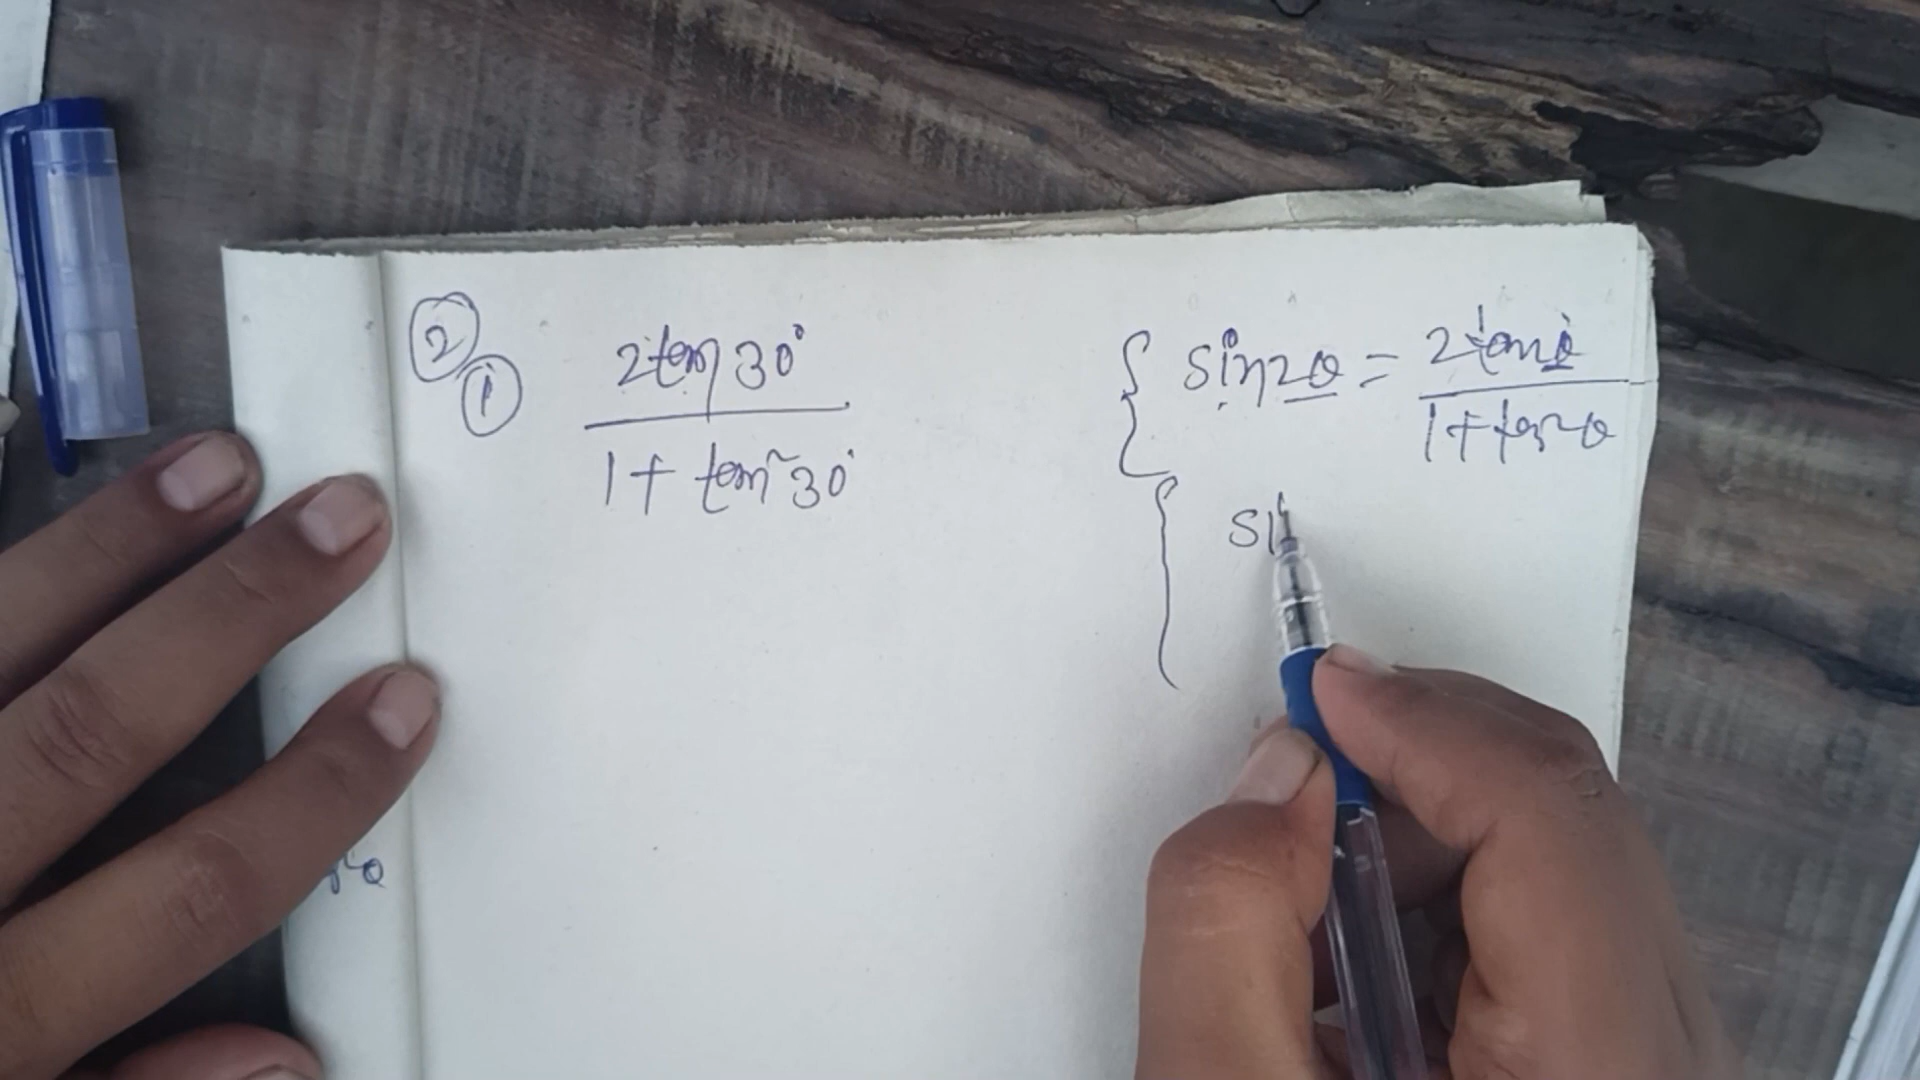 ② ① 2tan30° / 1 + tan²30°
{ sin2θ = 2tanθ / 1 + tan²θ
{ si